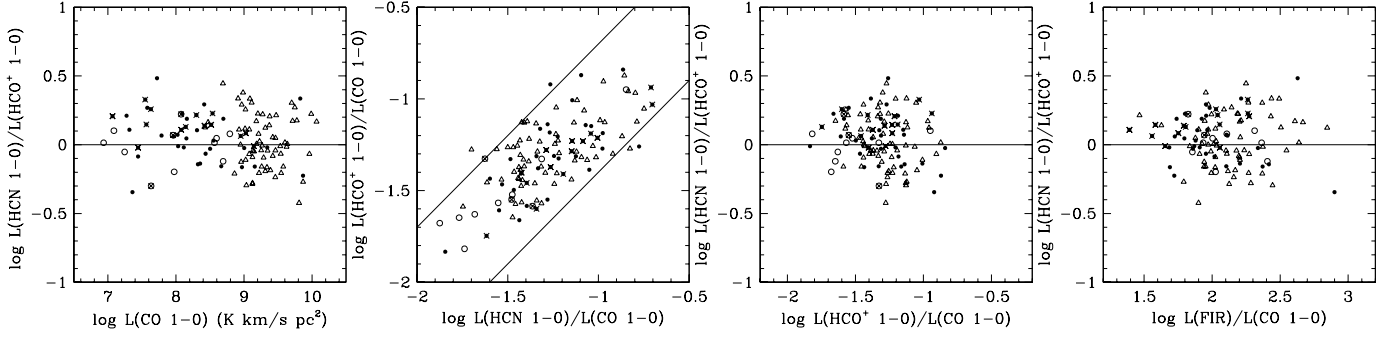 log L(HCN 1−0)/L(HCO⁺ 1−0)
1
0.5
0
−0.5
−1
7 8 9 10
log L(CO 1−0) (K km/s pc²)
log L(HCO⁺ 1−0)/L(CO 1−0)
−0.5
−1
−1.5
−2
−2 −1.5 −1 −0.5
log L(HCN 1−0)/L(CO 1−0)
log L(HCN 1−0)/L(HCO⁺ 1−0)
1
0.5
0
−0.5
−1
−2 −1.5 −1 −0.5
log L(HCO⁺ 1−0)/L(CO 1−0)
log L(HCN 1−0)/L(HCO⁺ 1−0)
1
0.5
0
−0.5
−1
1.5 2 2.5 3
log L(FIR)/L(CO 1−0)